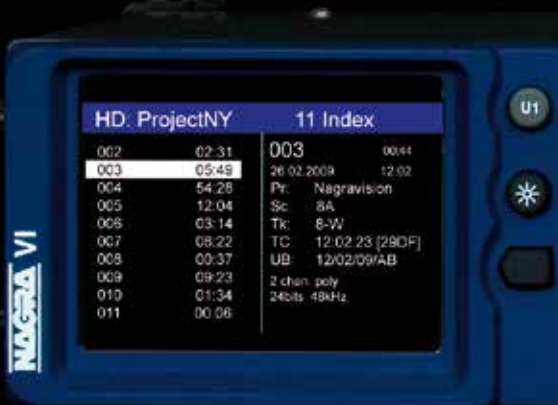 HD: ProjectNY 11 Index
002 02:31
003 05:49
004 54:28
005 12:04
006 03:14
007 08:22
008 00:37
009 09:23
010 01:34
011 00:06
003 00:44
26 02 2009 12:02
Pr: Nagravision
Sc: 8A
Tk: 8-W
TC: 12:02.23 [29DF]
UB: 12/02/09/AB
2 chan. poly
24bits 48kHz
NAGRA VI
U1